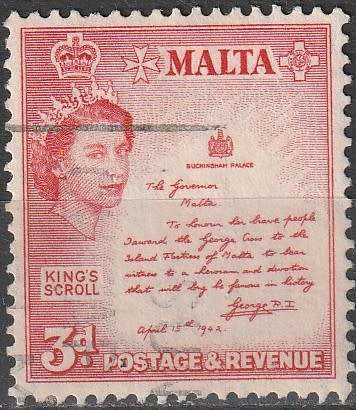 MALTA
BUCKINGHAM PALACE
The Governor
Malta.
To honour her brave people
I award the George Cross to the
Island Fortress of Malta to bear
witness to a heroism and devotion
that will long be famous in history
George R.I.
April 15th 1942.
KING'S
SCROLL
3d POSTAGE & REVENUE